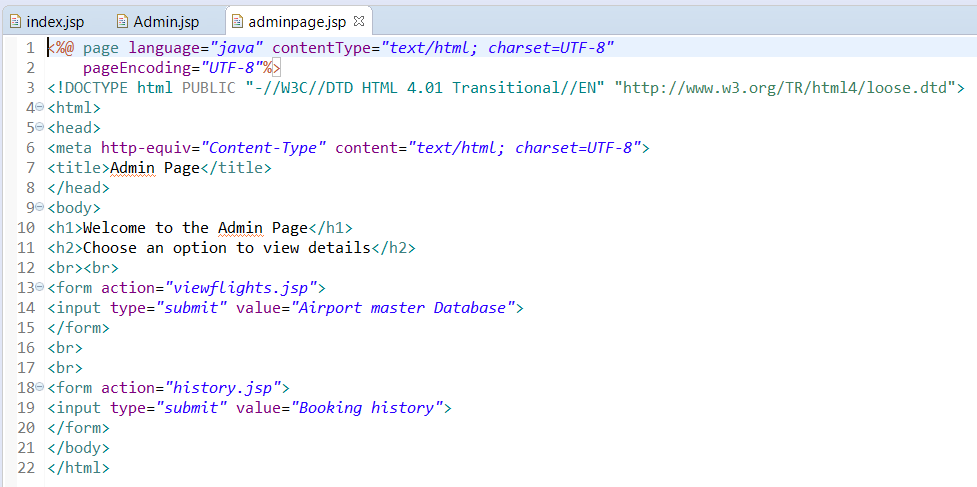 index.jsp Admin.jsp adminpage.jsp
1 <%@ page language="java" contentType="text/html; charset=UTF-8"
2 pageEncoding="UTF-8"%>
3 <!DOCTYPE html PUBLIC "-//W3C//DTD HTML 4.01 Transitional//EN" "http://www.w3.org/TR/html4/loose.dtd">
4 <html>
5 <head>
6 <meta http-equiv="Content-Type" content="text/html; charset=UTF-8">
7 <title>Admin Page</title>
8 </head>
9 <body>
10 <h1>Welcome to the Admin Page</h1>
11 <h2>Choose an option to view details</h2>
12 <br><br>
13 <form action="viewflights.jsp">
14 <input type="submit" value="Airport master Database">
15 </form>
16 <br>
17 <br>
18 <form action="history.jsp">
19 <input type="submit" value="Booking history">
20 </form>
21 </body>
22 </html>